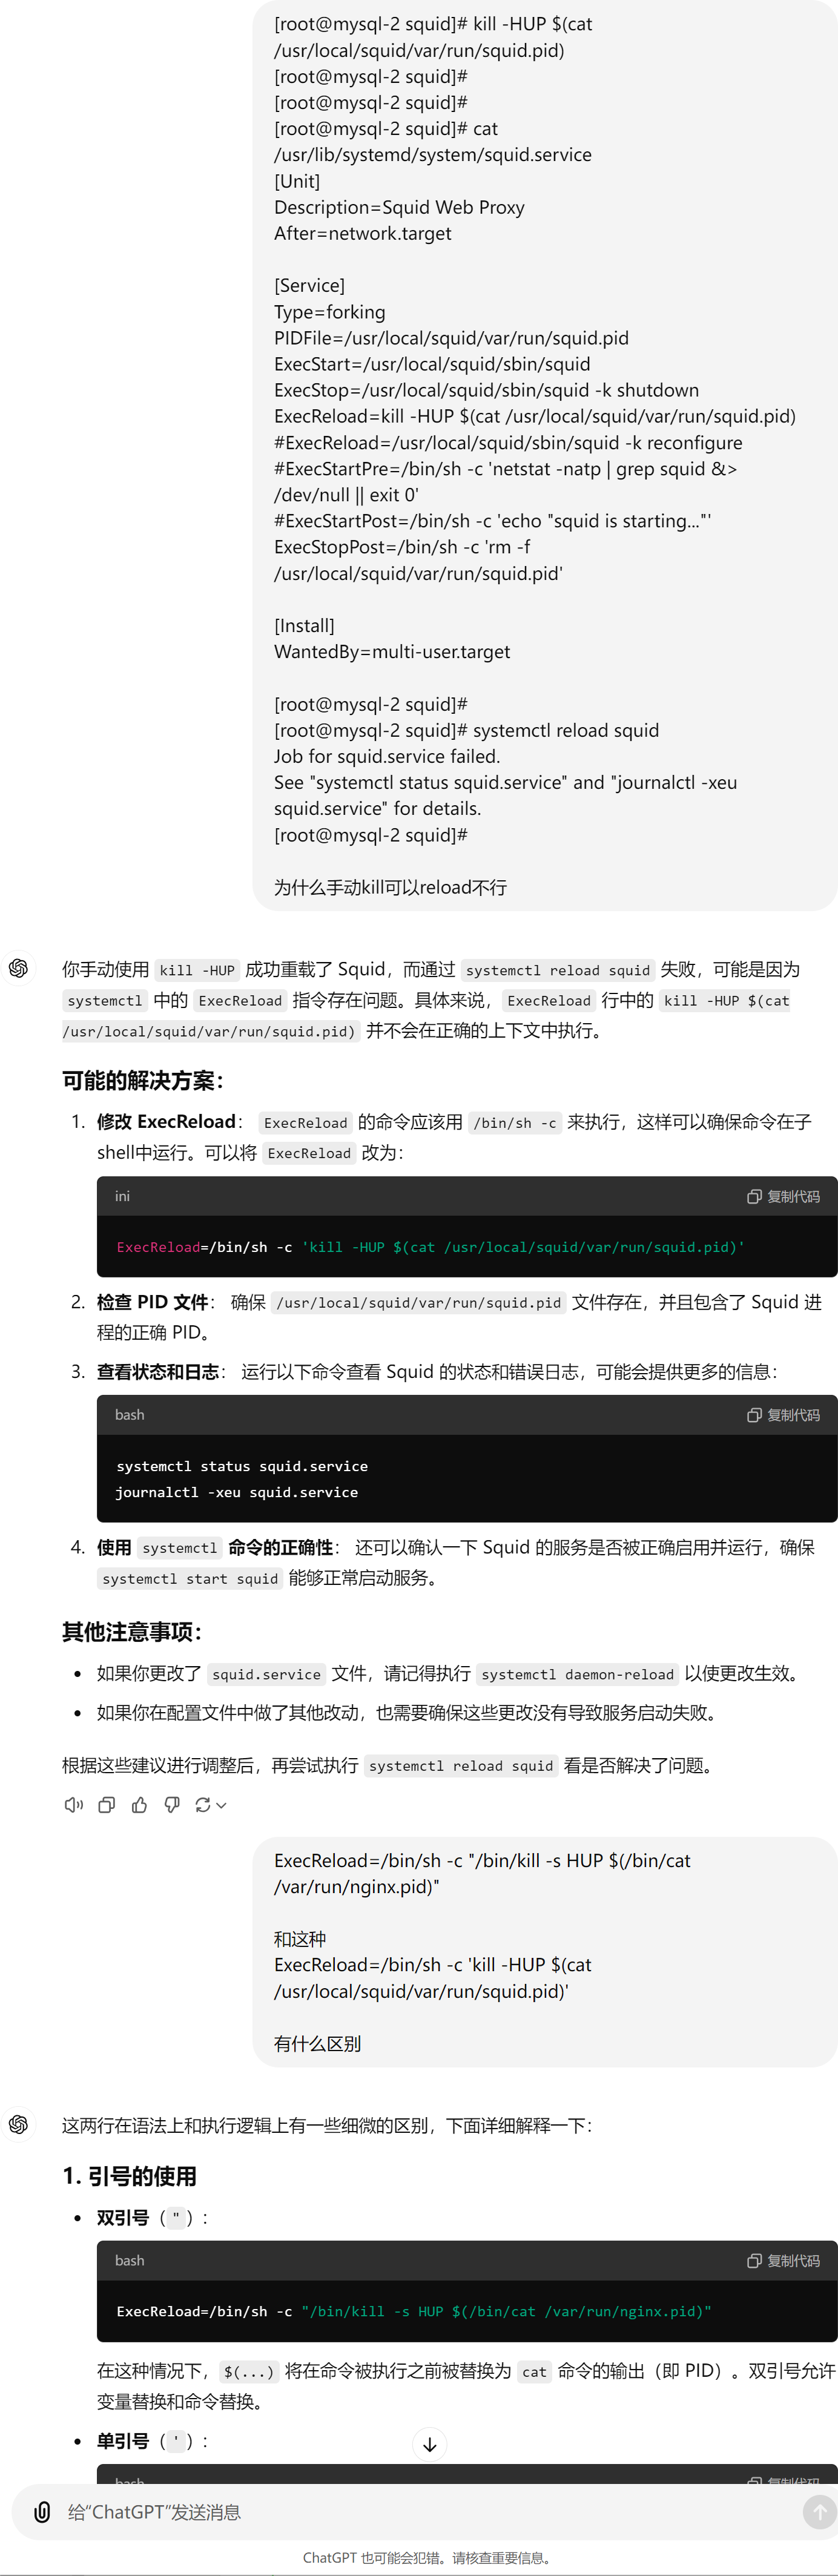 [root@mysql-2 squid]# kill -HUP $(cat
/usr/local/squid/var/run/squid.pid)
[root@mysql-2 squid]#
[root@mysql-2 squid]#
[root@mysql-2 squid]# cat
/usr/lib/systemd/system/squid.service
[Unit]
Description=Squid Web Proxy
After=network.target
[Service]
Type=forking
PIDFile=/usr/local/squid/var/run/squid.pid
ExecStart=/usr/local/squid/sbin/squid
ExecStop=/usr/local/squid/sbin/squid -k shutdown
ExecReload=kill -HUP $(cat /usr/local/squid/var/run/squid.pid)
#ExecReload=/usr/local/squid/sbin/squid -k reconfigure
#ExecStartPre=/bin/sh -c 'netstat -natp | grep squid &>
/dev/null || exit 0'
#ExecStartPost=/bin/sh -c 'echo "squid is starting..."'
ExecStopPost=/bin/sh -c 'rm -f
/usr/local/squid/var/run/squid.pid'
[Install]
WantedBy=multi-user.target
[root@mysql-2 squid]#
[root@mysql-2 squid]# systemctl reload squid
Job for squid.service failed.
See "systemctl status squid.service" and "journalctl -xeu
squid.service" for details.
[root@mysql-2 squid]#
为什么手动kill可以reload不行
你手动使用 kill -HUP 成功重载了 Squid，而通过 systemctl reload squid 失败，可能是因为
systemctl 中的 ExecReload 指令存在问题。具体来说，ExecReload 行中的 kill -HUP $(cat
/usr/local/squid/var/run/squid.pid) 并不会在正确的上下文中执行。
可能的解决方案：
1. 修改 ExecReload： ExecReload 的命令应该用 /bin/sh -c 来执行，这样可以确保命令在子
shell中运行。可以将 ExecReload 改为：
ini 复制代码
ExecReload=/bin/sh -c 'kill -HUP $(cat /usr/local/squid/var/run/squid.pid)'
2. 检查 PID 文件： 确保 /usr/local/squid/var/run/squid.pid 文件存在，并且包含了 Squid 进
程的正确 PID。
3. 查看状态和日志： 运行以下命令查看 Squid 的状态和错误日志，可能会提供更多的信息：
bash 复制代码
systemctl status squid.service
journalctl -xeu squid.service
4. 使用 systemctl 命令的正确性： 还可以确认一下 Squid 的服务是否被正确启用并运行，确保
systemctl start squid 能够正常启动服务。
其他注意事项：
• 如果你更改了 squid.service 文件，请记得执行 systemctl daemon-reload 以使更改生效。
• 如果你在配置文件中做了其他改动，也需要确保这些更改没有导致服务启动失败。
根据这些建议进行调整后，再尝试执行 systemctl reload squid 看是否解决了问题。
ExecReload=/bin/sh -c "/bin/kill -s HUP $(/bin/cat
/var/run/nginx.pid)"
和这种
ExecReload=/bin/sh -c 'kill -HUP $(cat
/usr/local/squid/var/run/squid.pid)'
有什么区别
这两行在语法上和执行逻辑上有一些细微的区别，下面详细解释一下：
1. 引号的使用
• 双引号（"）:
bash 复制代码
ExecReload=/bin/sh -c "/bin/kill -s HUP $(/bin/cat /var/run/nginx.pid)"
在这种情况下，$(...) 将在命令被执行之前被替换为 cat 命令的输出（即 PID）。双引号允许
变量替换和命令替换。
• 单引号（'）:
bash 复制代码
给“ChatGPT”发送消息
ChatGPT 也可能会犯错。请核查重要信息。